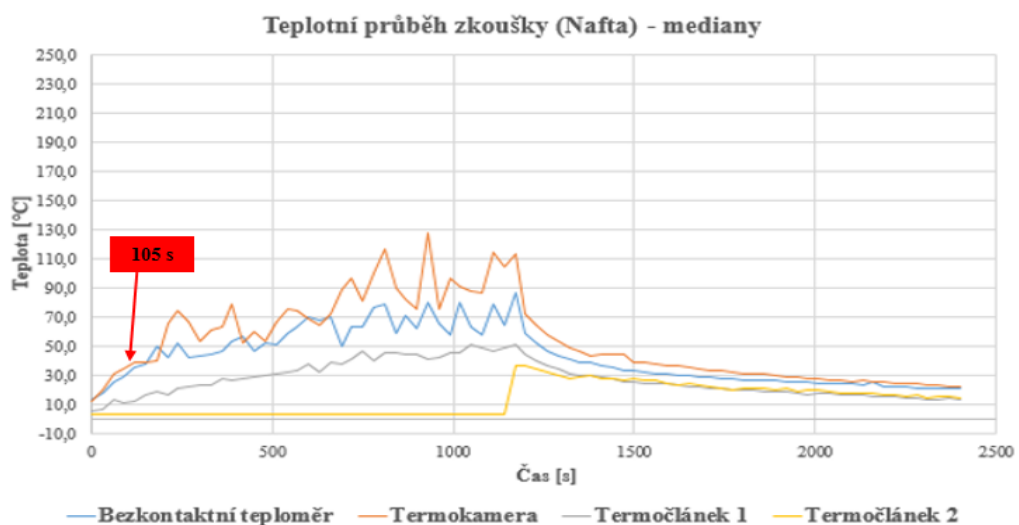 Teplotní průběh zkoušky (Nafta) - mediany
250,0
230,0
210,0
190,0
170,0
150,0
130,0
110,0
90,0
70,0
50,0
30,0
10,0
-10,0
Teplota [°C]
105 s
0 500 1000 1500 2000 2500
Čas [s]
Bezkontaktní teploměr Termokamera Termočlánek 1 Termočlánek 2